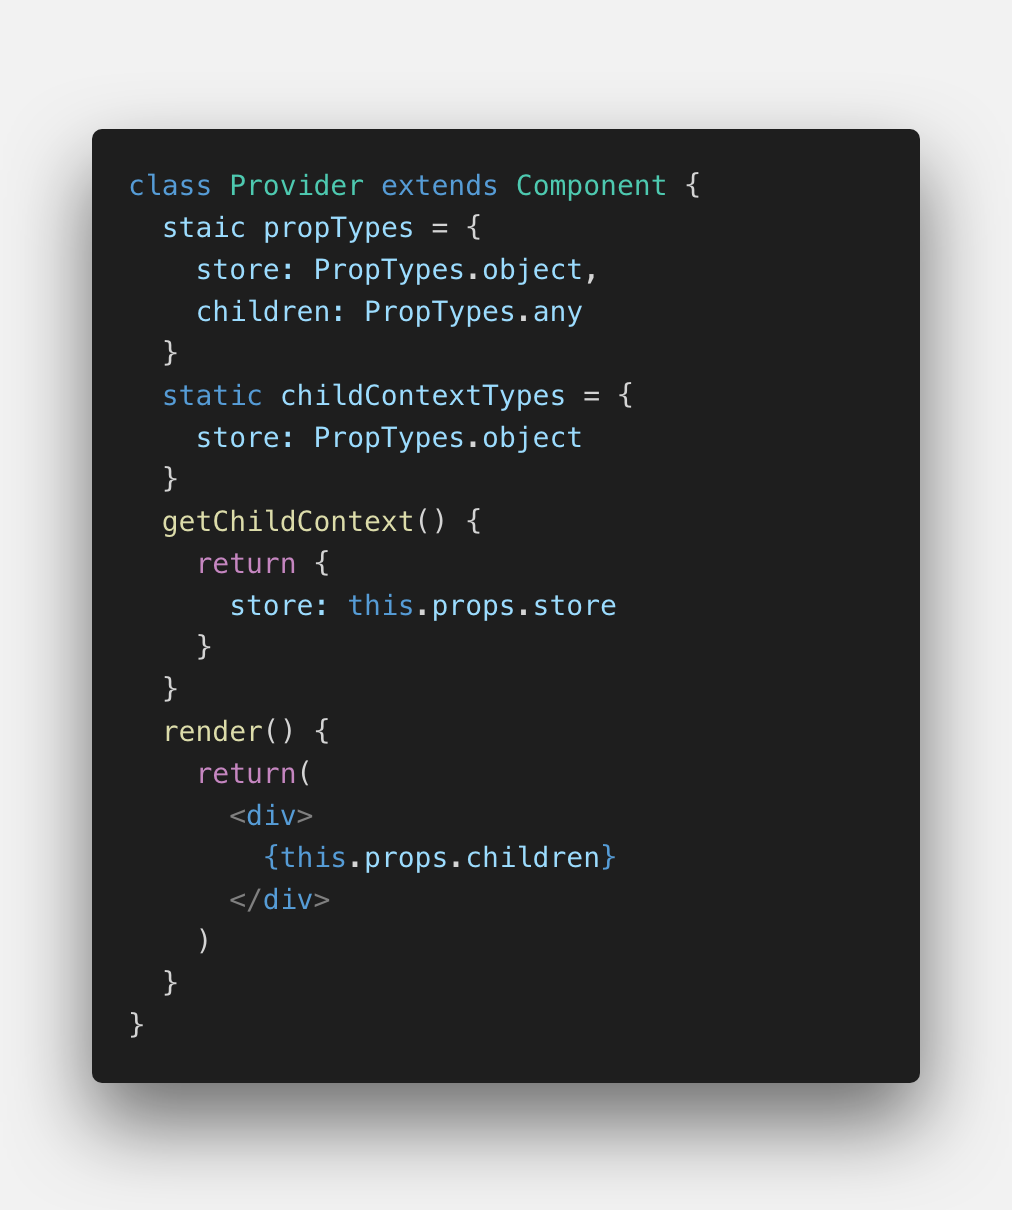 class Provider extends Component {
  staic propTypes = {
    store: PropTypes.object,
    children: PropTypes.any
  }
  static childContextTypes = {
    store: PropTypes.object
  }
  getChildContext() {
    return {
      store: this.props.store
    }
  }
  render() {
    return(
      <div>
        {this.props.children}
      </div>
    )
  }
}